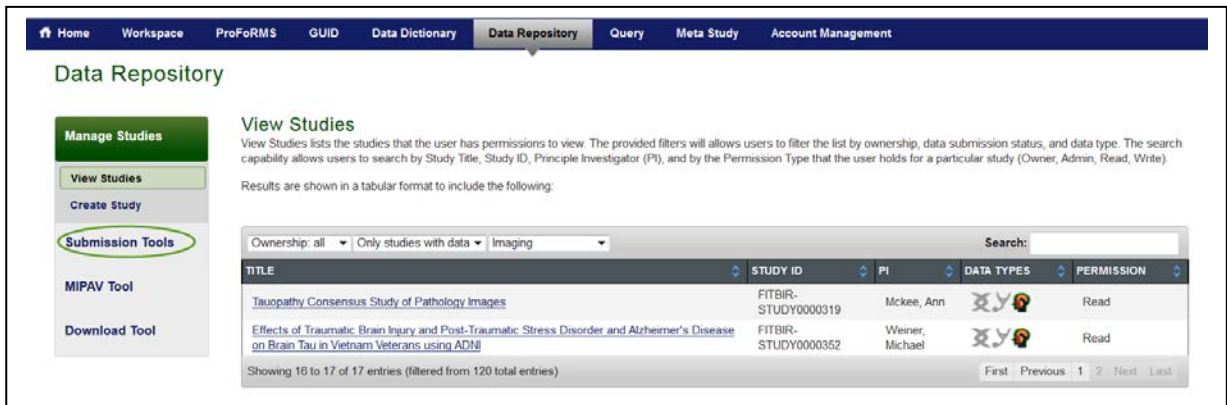 Home Workspace ProFoRMS GUID Data Dictionary Data Repository Query Meta Study Account Management
Data Repository
Manage Studies
View Studies
Create Study
Submission Tools
MIPAV Tool
Download Tool
View Studies
View Studies lists the studies that the user has permissions to view. The provided filters will allows users to filter the list by ownership, data submission status, and data type. The search
capability allows users to search by Study Title, Study ID, Principle Investigator (PI), and by the Permission Type that the user holds for a particular study (Owner, Admin, Read, Write).
Results are shown in a tabular format to include the following:
Ownership: all Only studies with data Imaging Search:
TITLE STUDY ID PI DATA TYPES PERMISSION
Tauopathy Consensus Study of Pathology Images FITBIR-
STUDY0000319 Mckee, Ann Read
Effects of Traumatic Brain Injury and Post-Traumatic Stress Disorder and Alzheimer's Disease FITBIR- Weiner,
on Brain Tau in Vietnam Veterans using ADNI STUDY0000352 Michael Read
Showing 16 to 17 of 17 entries (filtered from 120 total entries) First Previous 1 2 Next Last